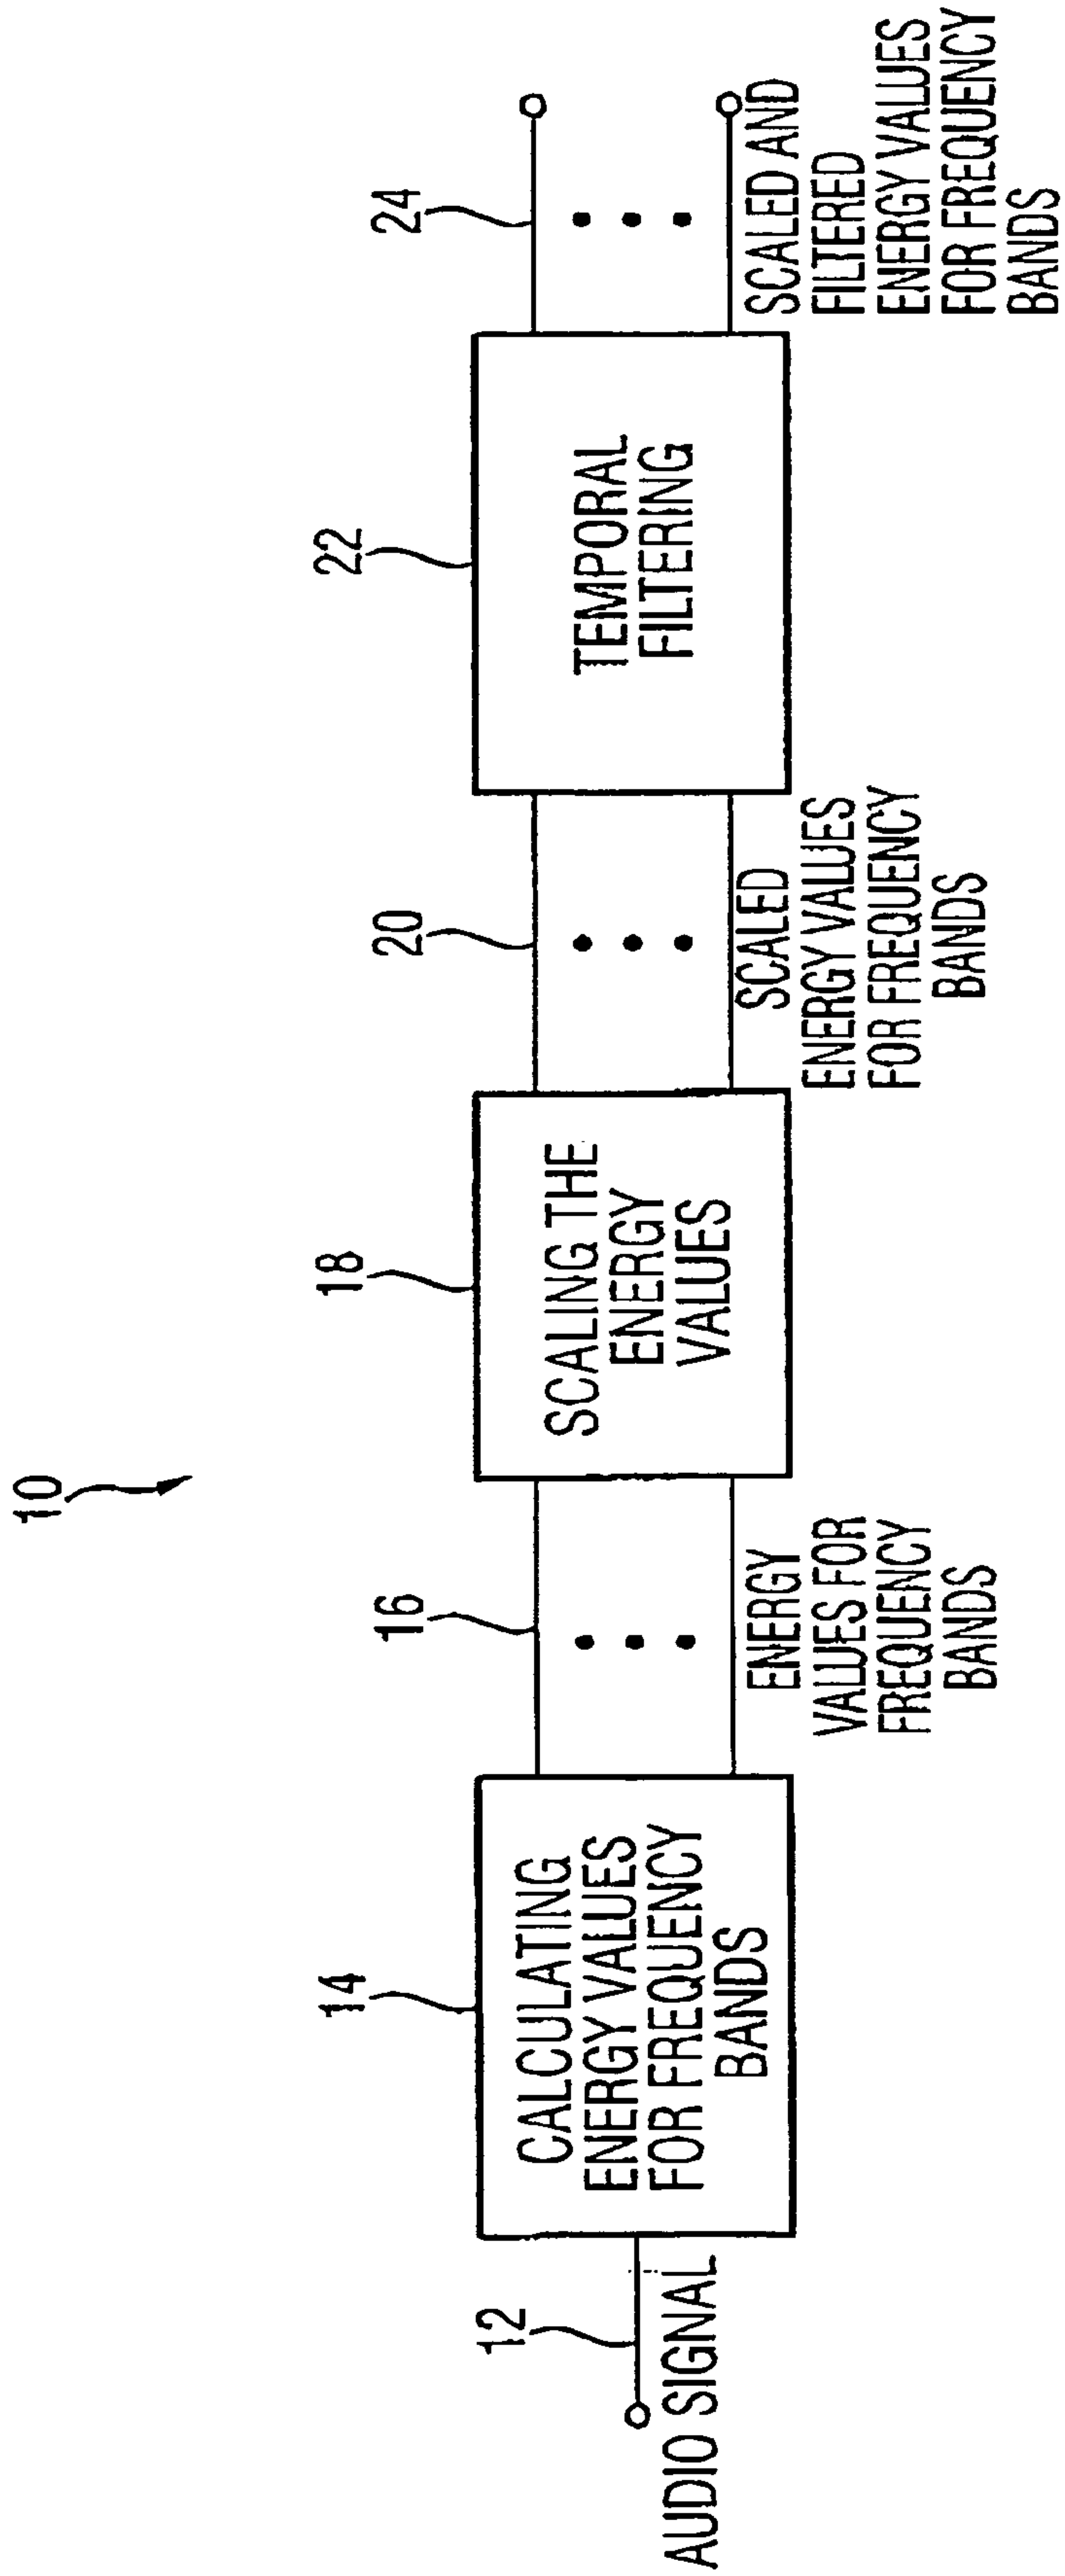 10
12
AUDIO SIGNAL
14
CALCULATING
ENERGY VALUES
FOR FREQUENCY
BANDS
16
ENERGY
VALUES FOR
FREQUENCY
BANDS
18
SCALING THE
ENERGY
VALUES
20
SCALED
ENERGY VALUES
FOR FREQUENCY
BANDS
22
TEMPORAL
FILTERING
24
SCALED AND
FILTERED
ENERGY VALUES
FOR FREQUENCY
BANDS